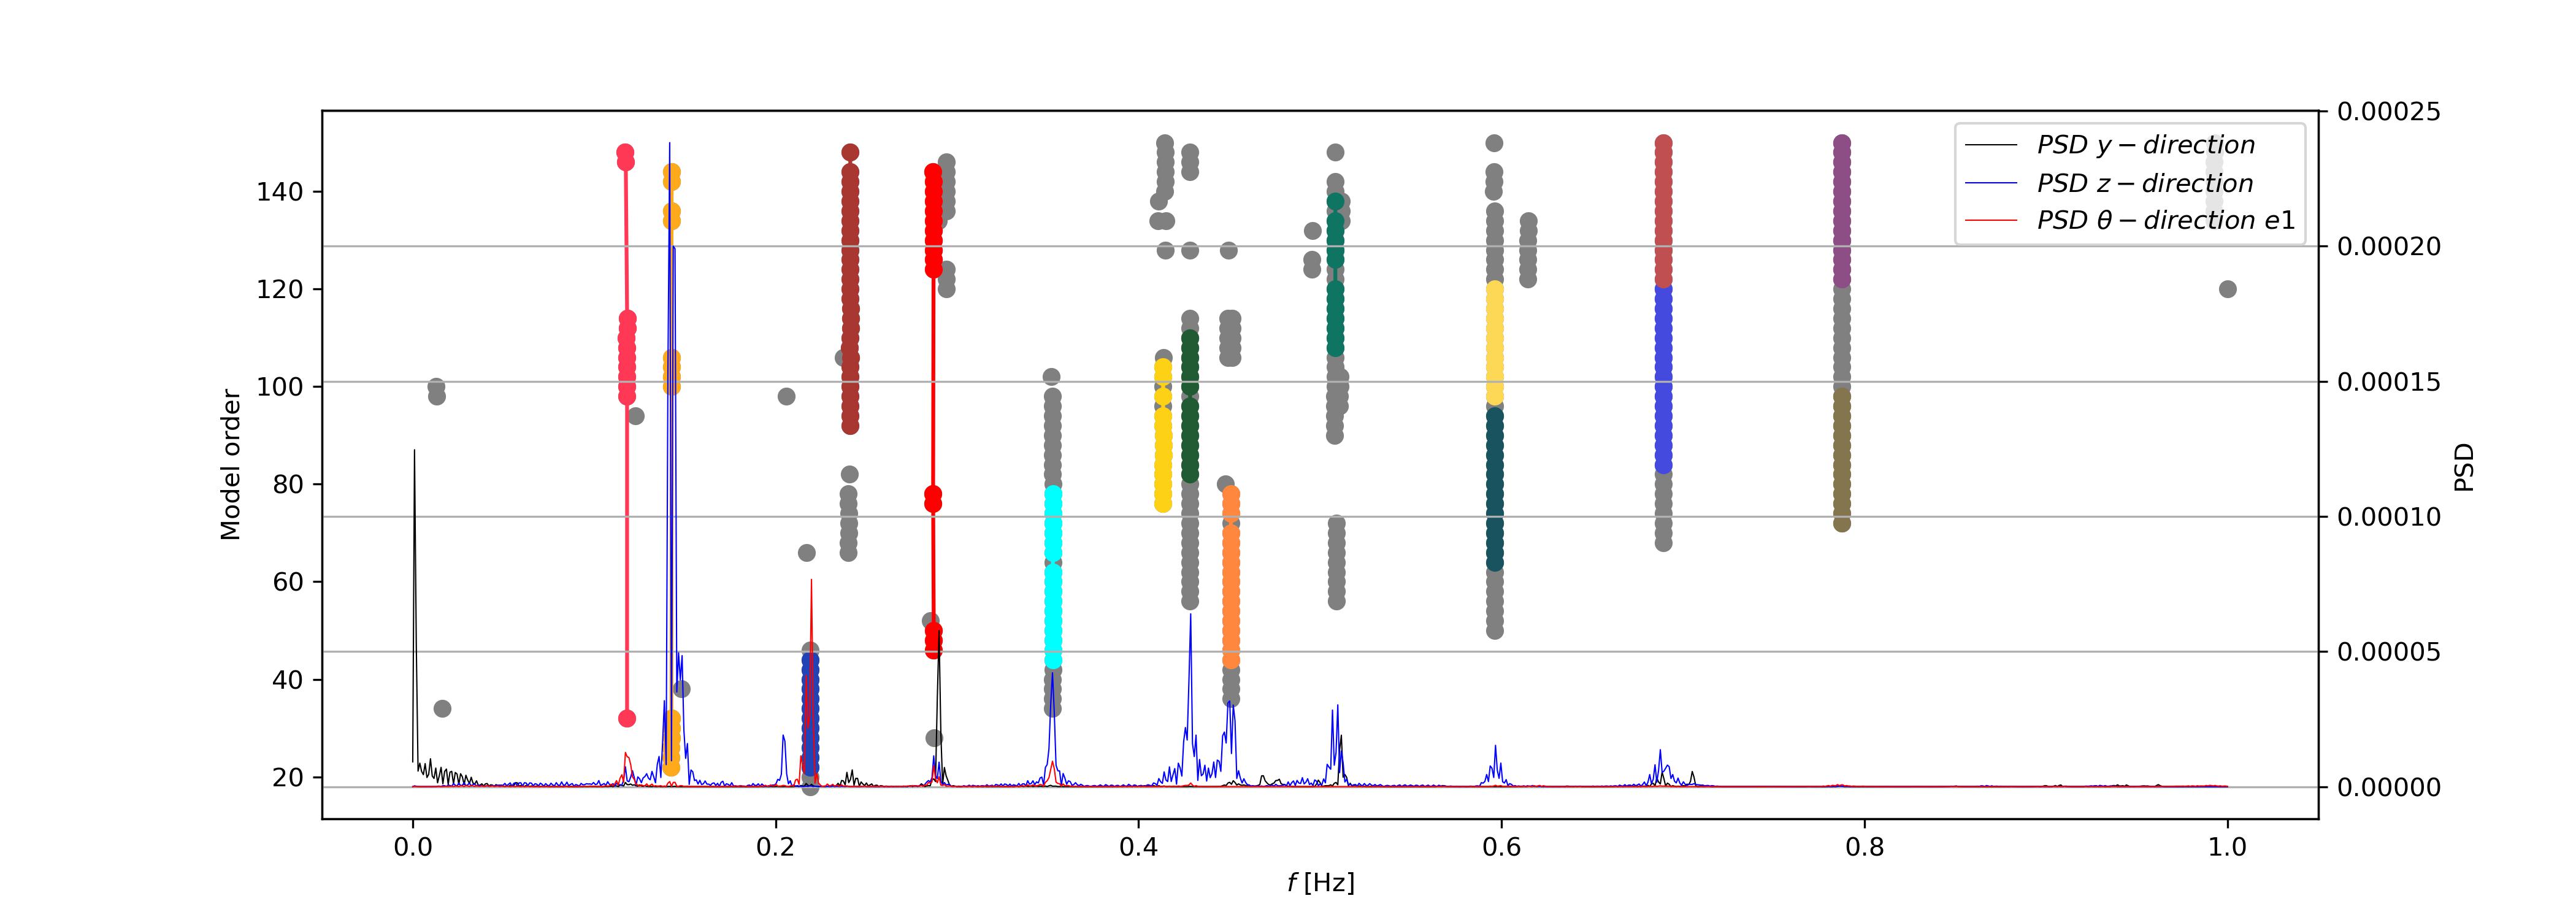 0.00025
PSD y − direction
PSD z − direction
PSD θ − direction e1
140
0.00020
120
100
0.00015
Model order
PSD
80
0.00010
60
0.00005
40
20
0.00000
0.0 0.2 0.4 0.6 0.8 1.0
f [Hz]